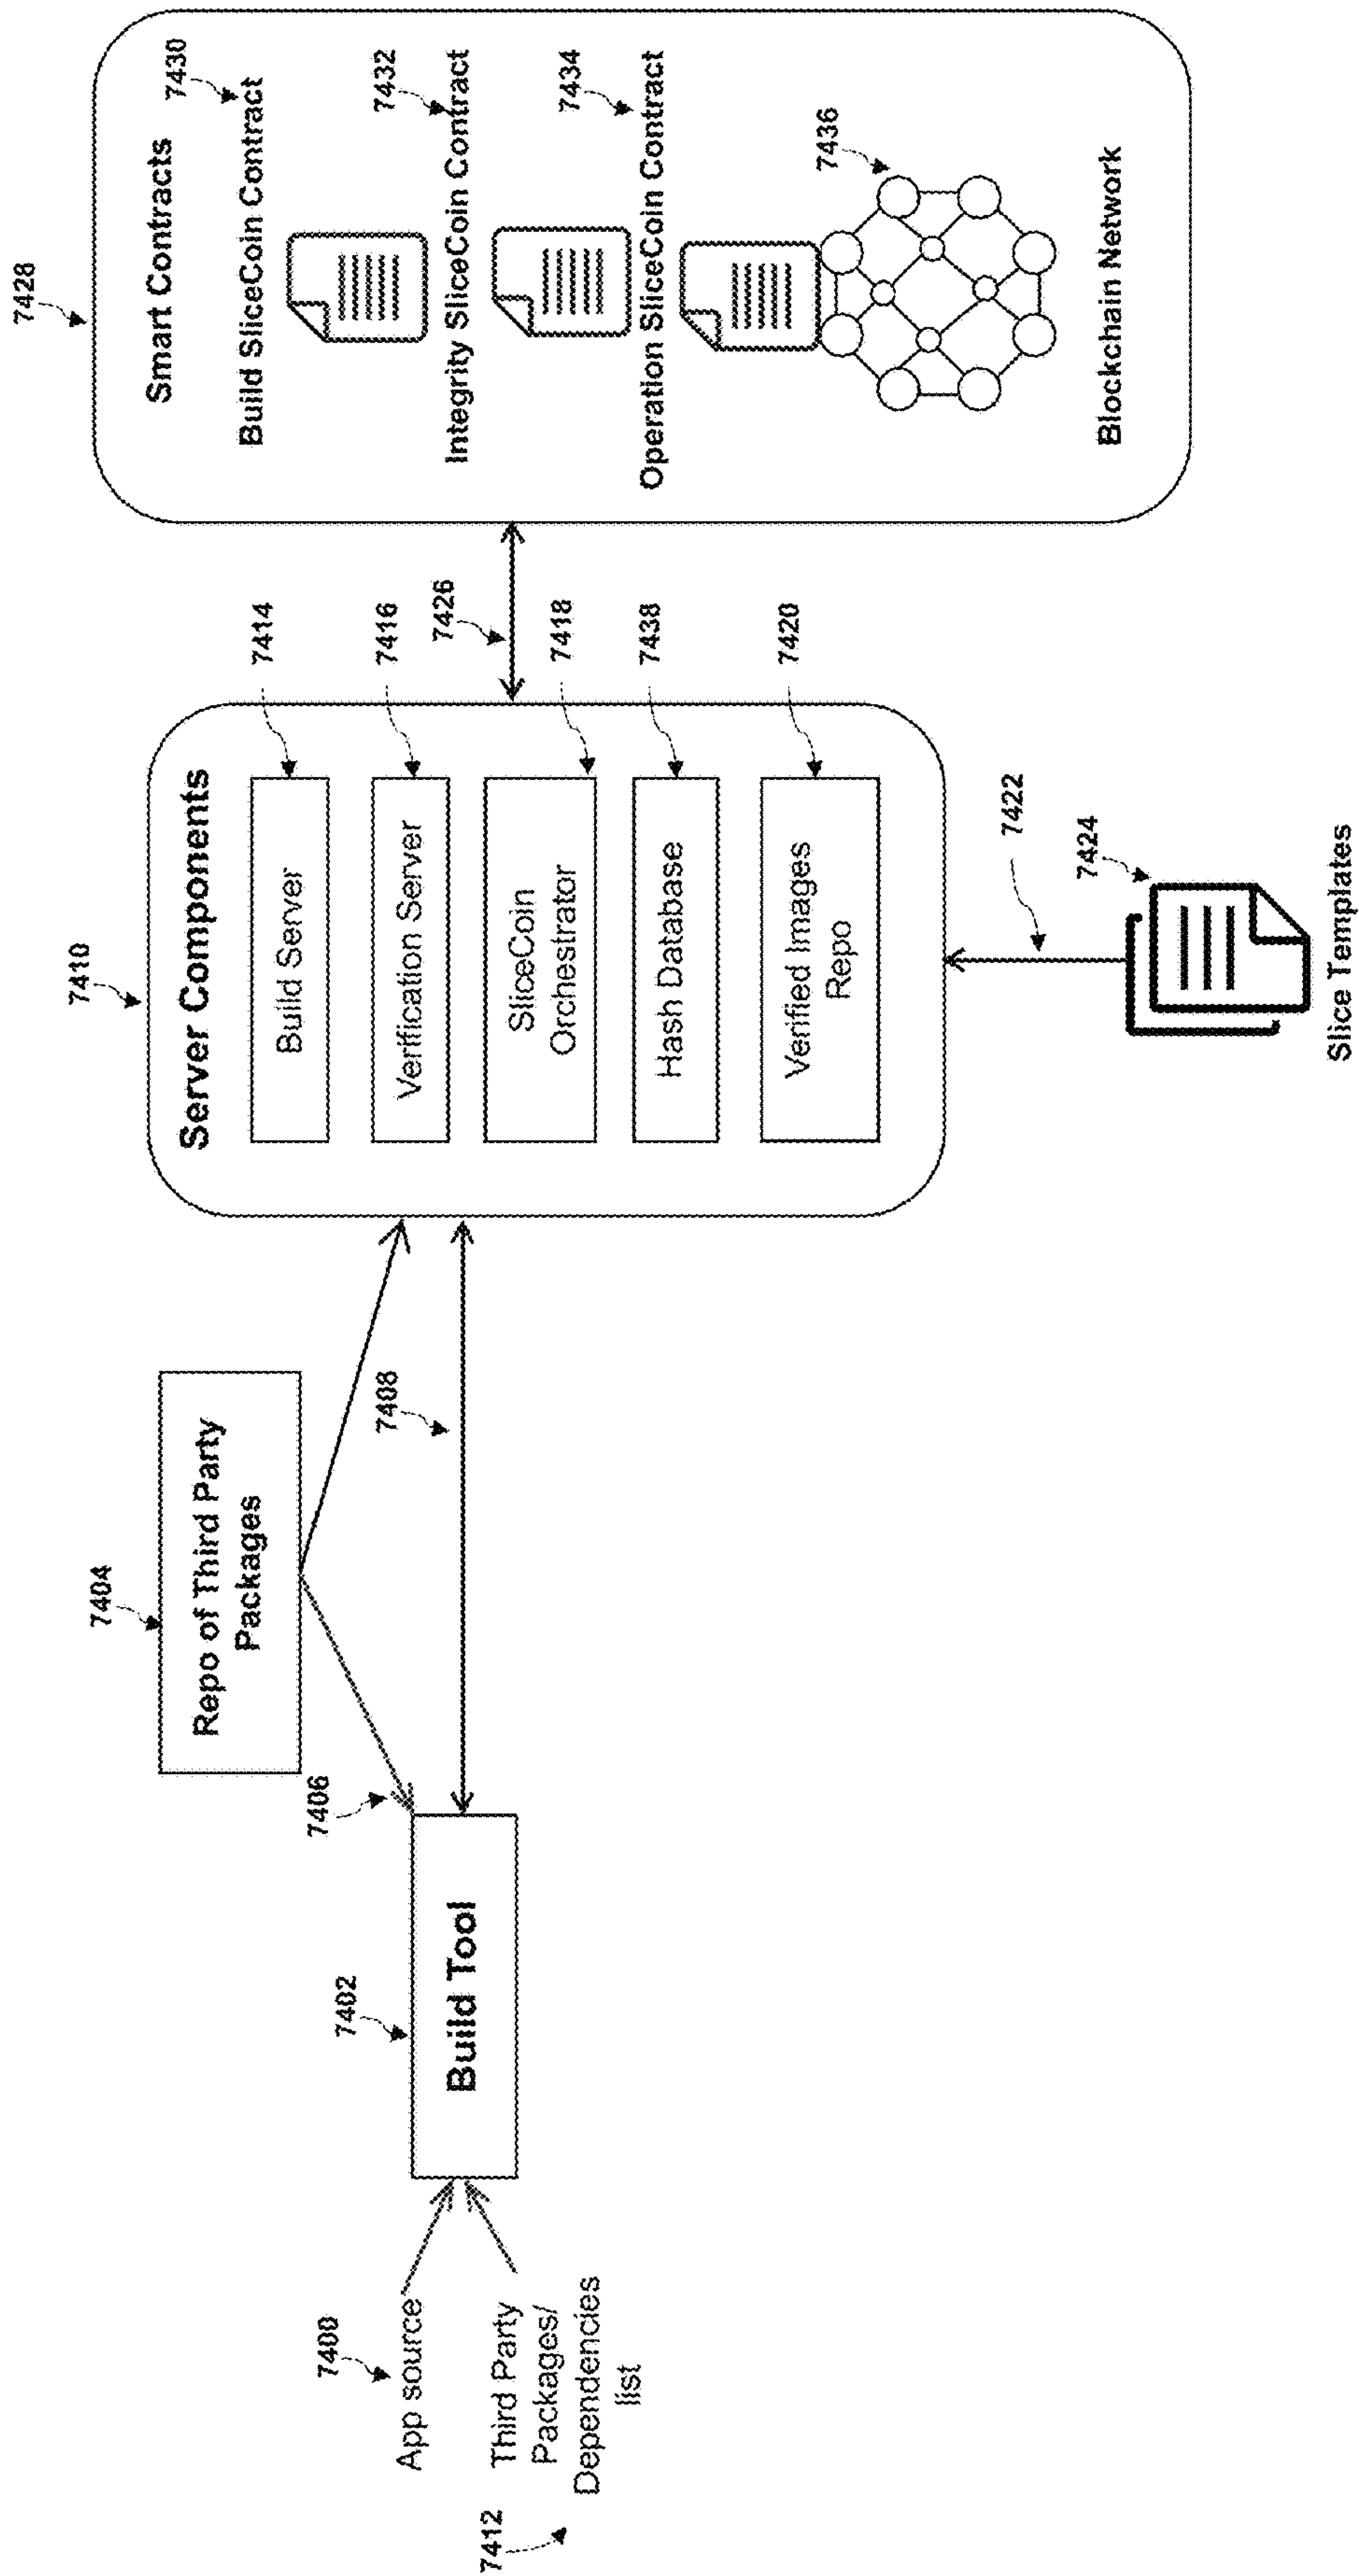 7400
App source
7412
Third Party
Packages/
Dependencies
list
7402
Build Tool
7404
Repo of Third Party
Packages
7406
7408
7410
Server Components
Build Server
7414
Verification Server
7416
SliceCoin
Orchestrator
7418
Hash Database
7438
Verified Images
Repo
7420
7422
7424
Slice Templates
7426
7428
Smart Contracts
7430
Build SliceCoin Contract
7432
Integrity SliceCoin Contract
7434
Operation SliceCoin Contract
7436
Blockchain Network